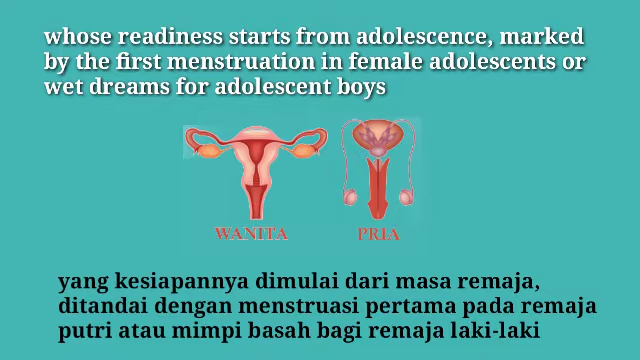 whose readiness starts from adolescence, marked
by the first menstruation in female adolescents or
wet dreams for adolescent boys
WANITA
PRIA
yang kesiapannya dimulai dari masa remaja,
ditandai dengan menstruasi pertama pada remaja
putri atau mimpi basah bagi remaja laki-laki